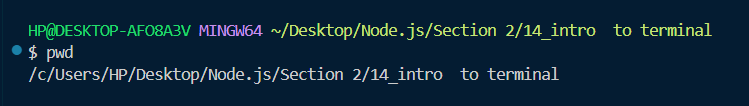 HP@DESKTOP-AFO8A3V MINGW64 ~/Desktop/Node.js/Section 2/14_intro  to terminal
$ pwd
/c/Users/HP/Desktop/Node.js/Section 2/14_intro  to terminal